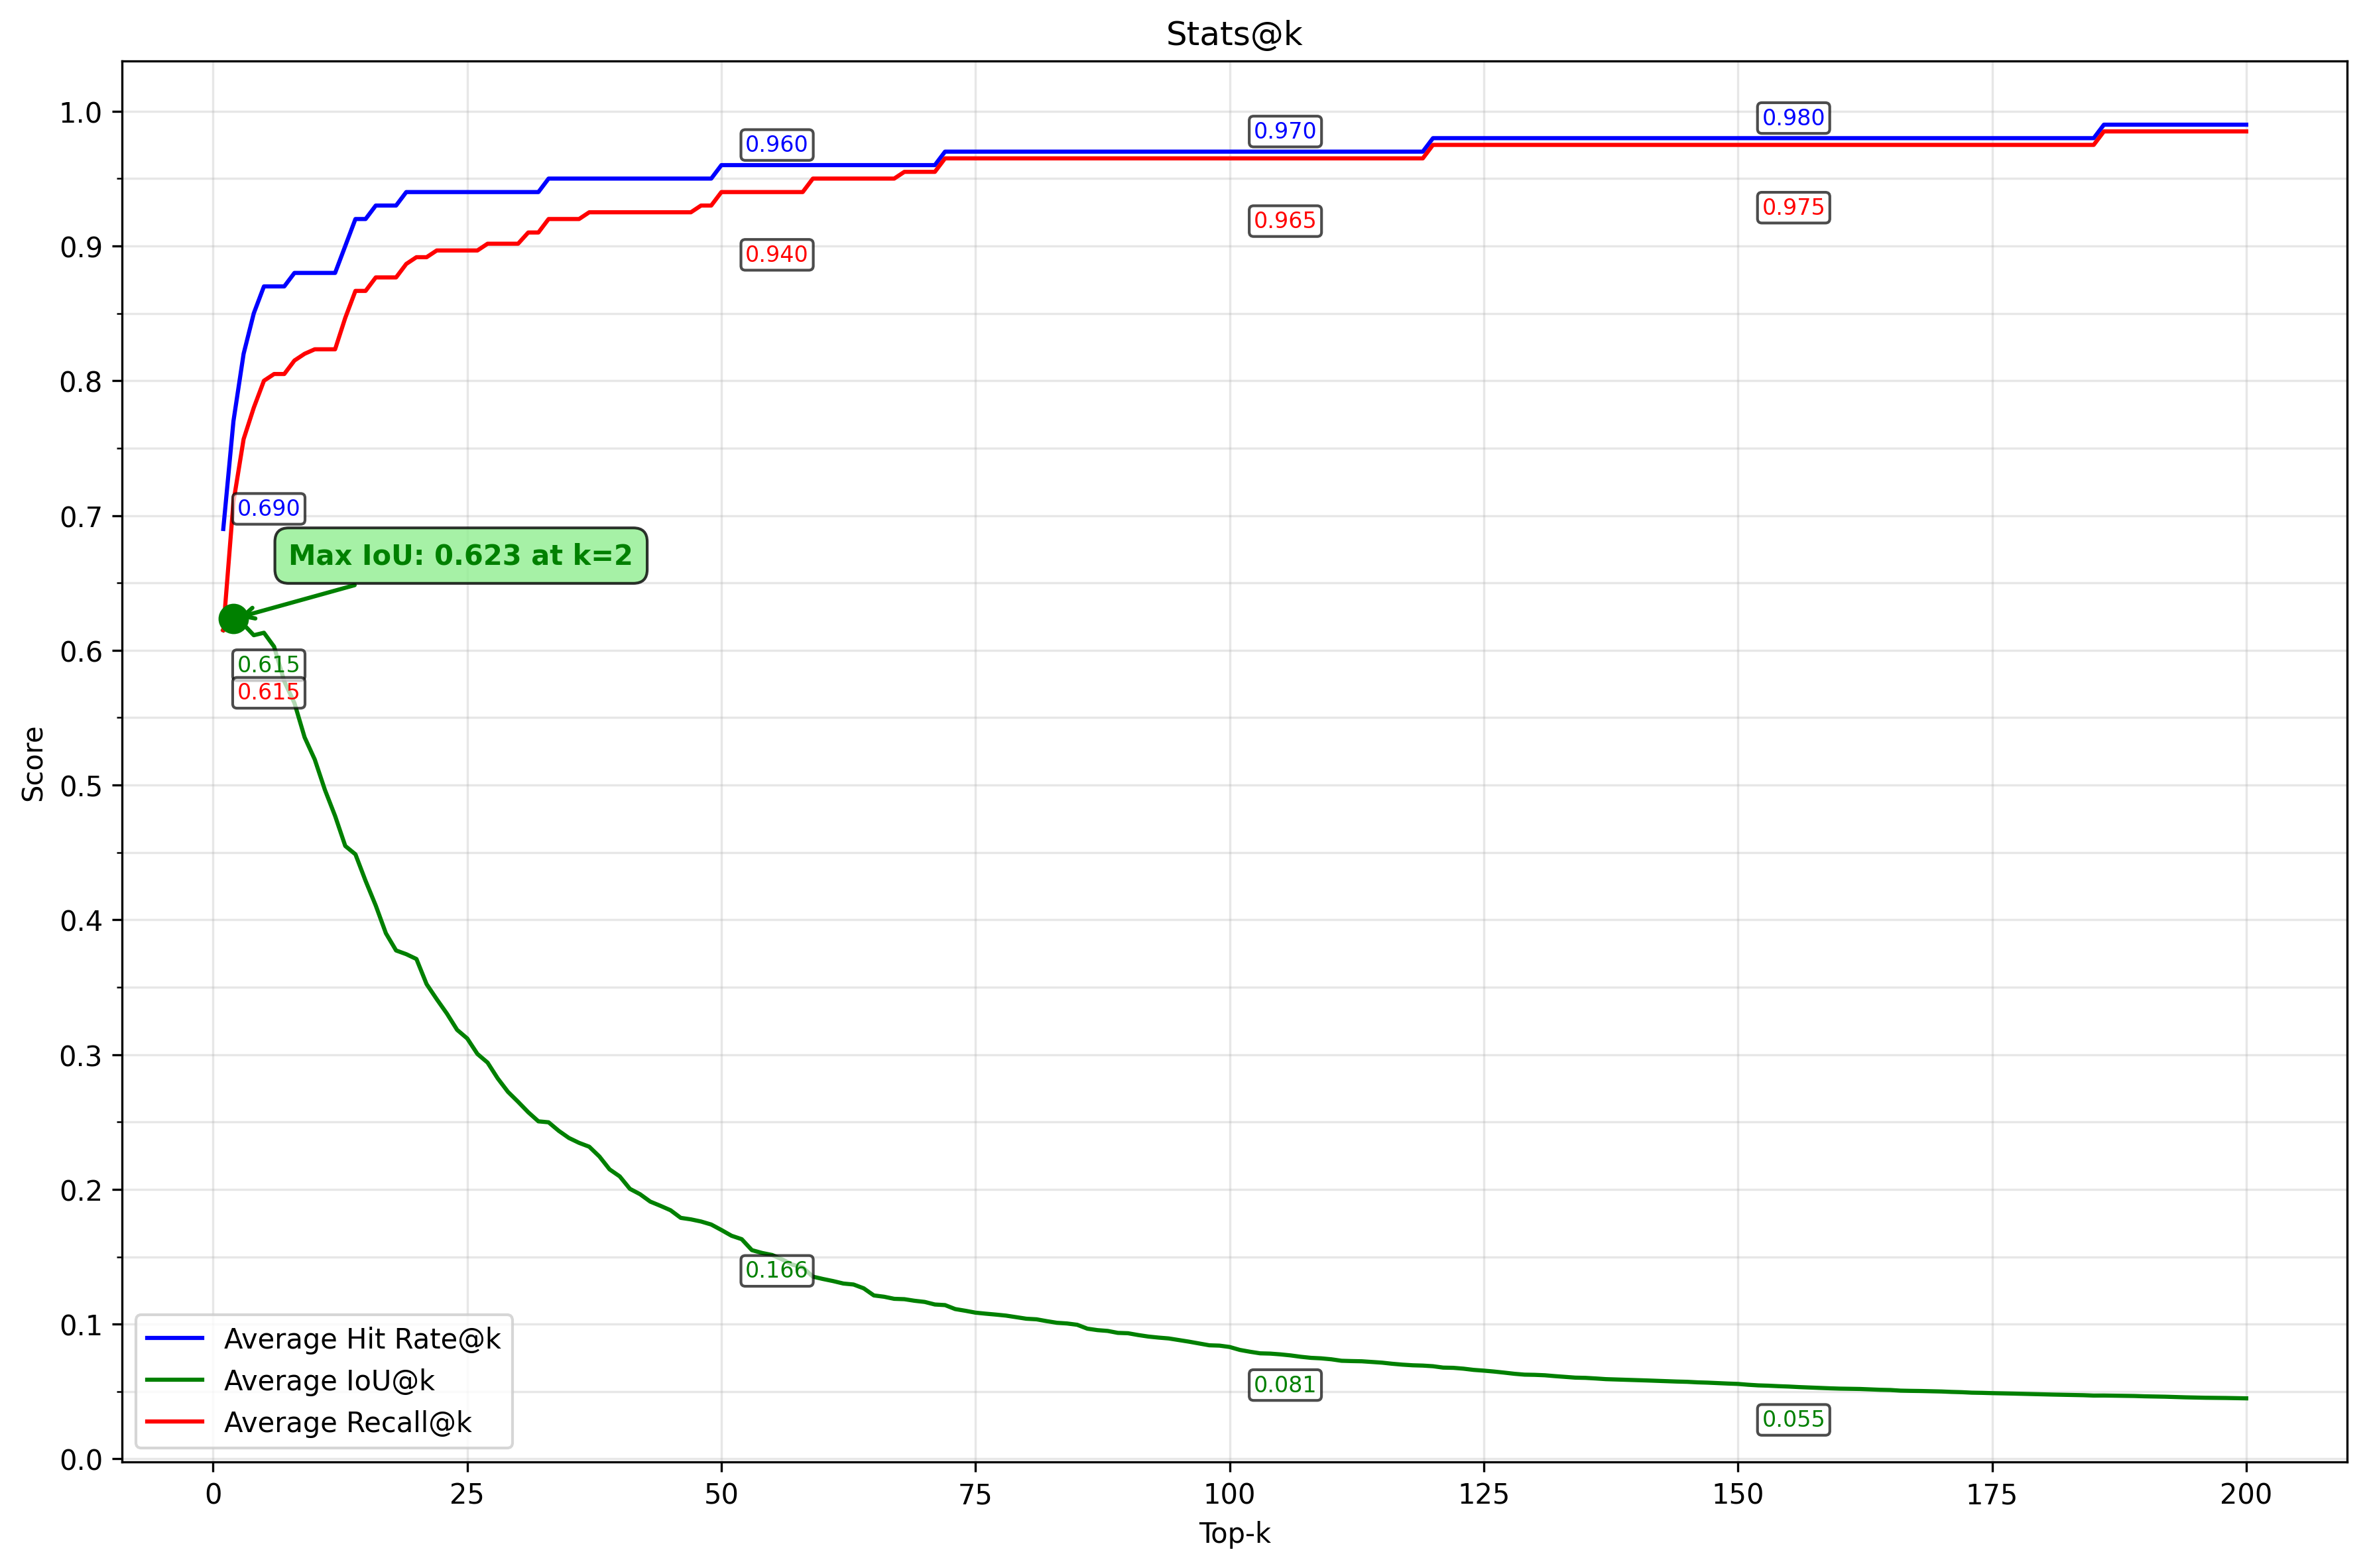 Stats@k
1.0
0.9
0.8
0.7
0.6
0.5
0.4
0.3
0.2
0.1
0.0
Score
0.960
0.970
0.980
0.940
0.965
0.975
0.690
Max IoU: 0.623 at k=2
0.615
0.615
0.166
0.081
0.055
Average Hit Rate@k
Average IoU@k
Average Recall@k
0 25 50 75 100 125 150 175 200
Top-k